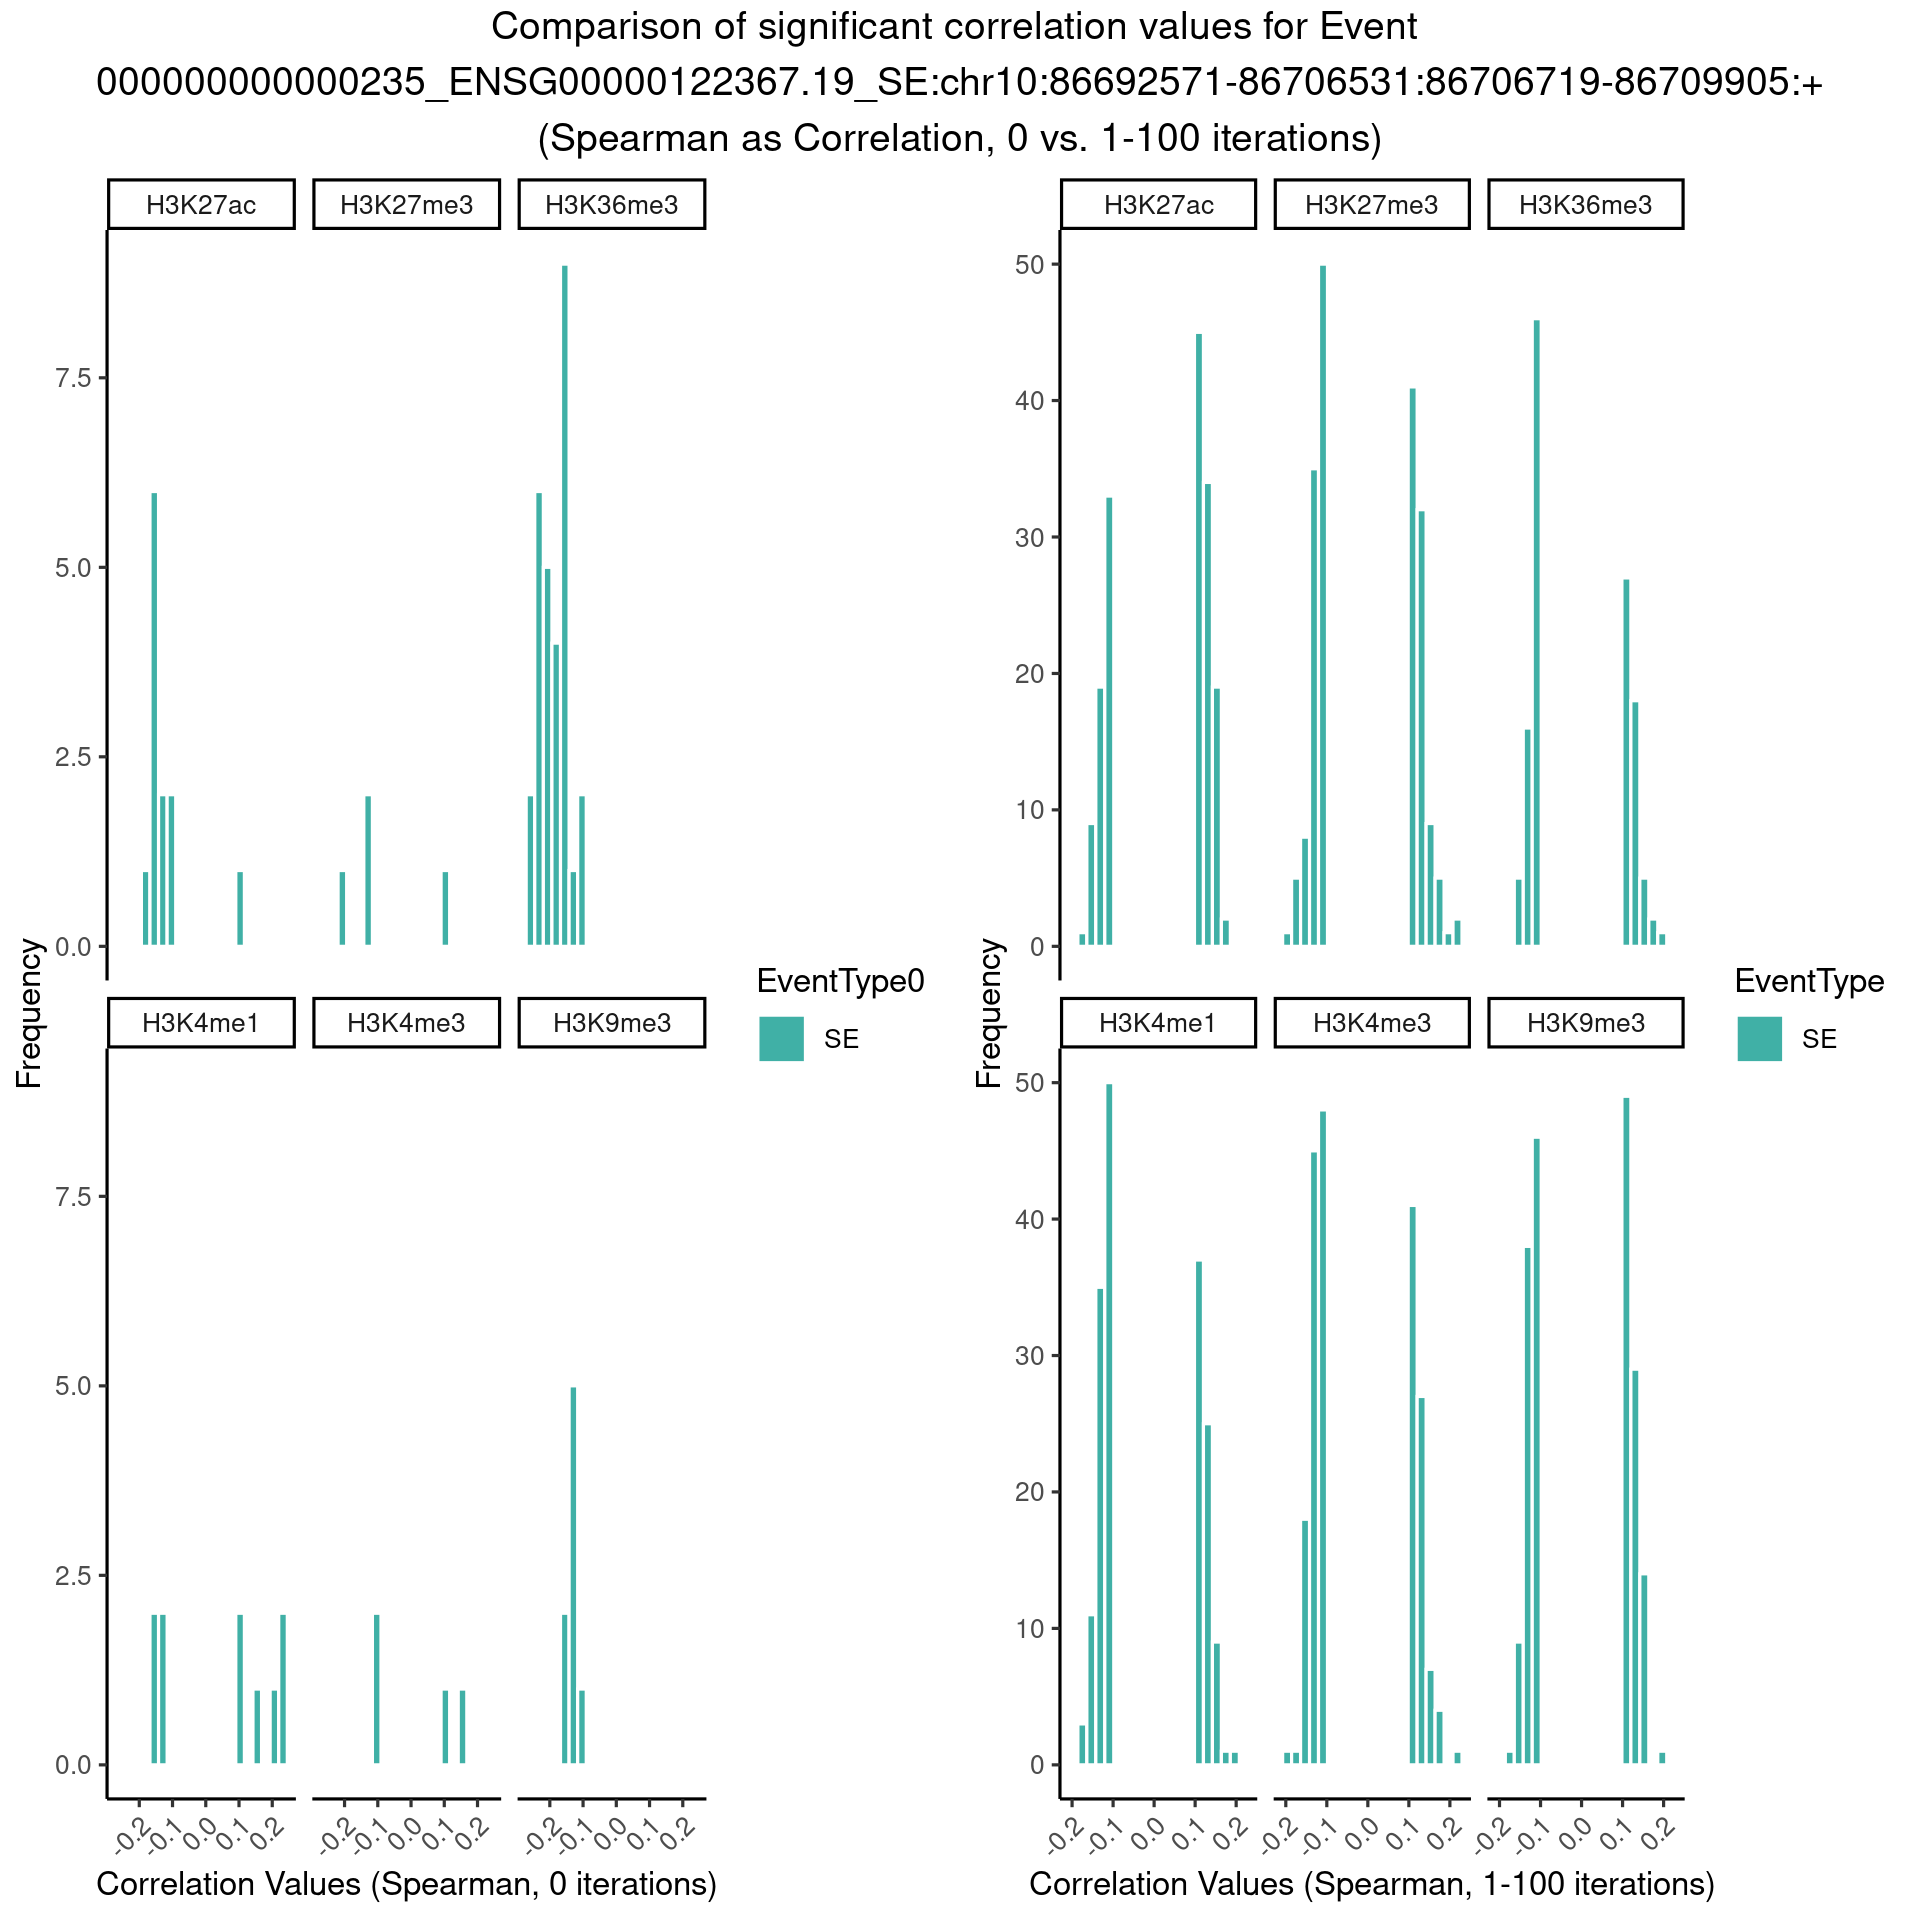 Comparison of significant correlation values for Event
000000000000235_ENSG00000122367.19_SE:chr10:86692571-86706531:86706719-86709905:+
(Spearman as Correlation, 0 vs. 1-100 iterations)
H3K27ac H3K27me3 H3K36me3
7.5
5.0
2.5
0.0
H3K4me1 H3K4me3 H3K9me3
7.5
5.0
2.5
0.0
-0.2 -0.1 0.0 0.1 0.2 -0.2 -0.1 0.0 0.1 0.2 -0.2 -0.1 0.0 0.1 0.2
Frequency
Correlation Values (Spearman, 0 iterations)
EventType0
SE
H3K27ac H3K27me3 H3K36me3
50
40
30
20
10
0
H3K4me1 H3K4me3 H3K9me3
50
40
30
20
10
0
-0.2 -0.1 0.0 0.1 0.2 -0.2 -0.1 0.0 0.1 0.2 -0.2 -0.1 0.0 0.1 0.2
Frequency
Correlation Values (Spearman, 1-100 iterations)
EventType
SE